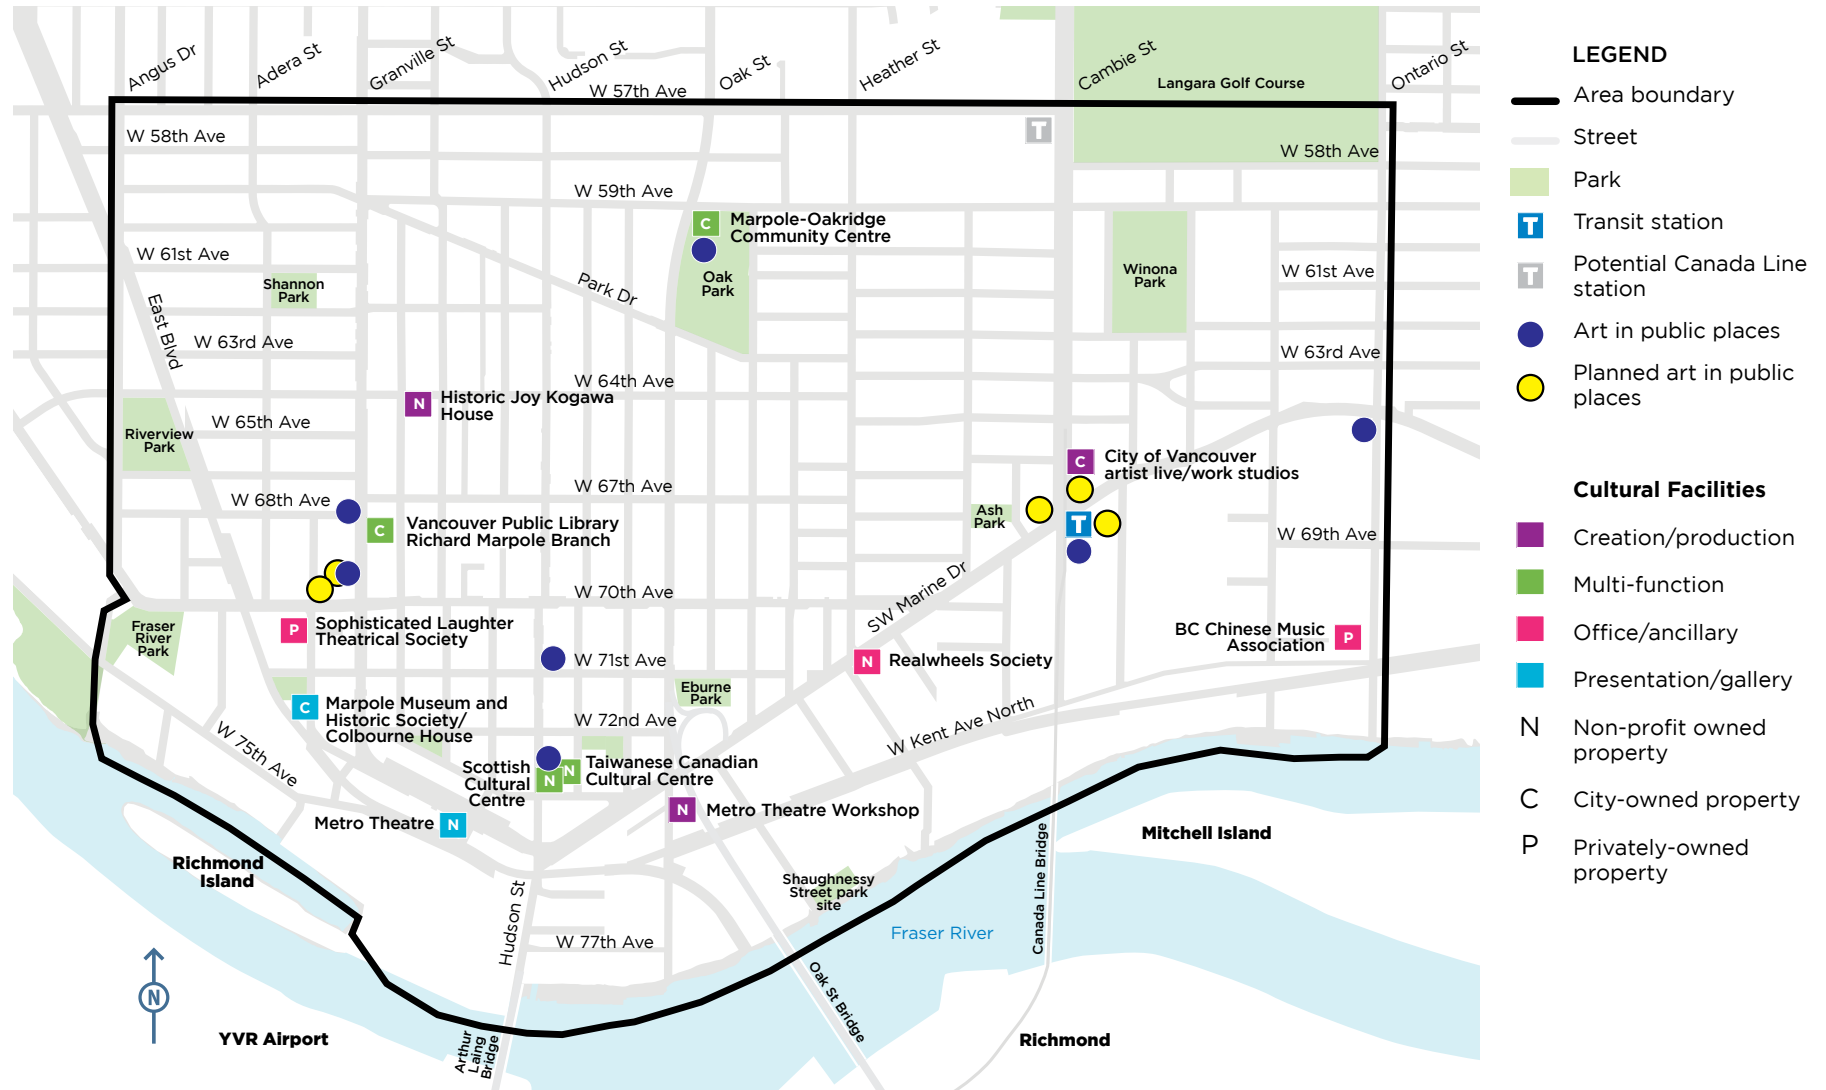 Angus Dr
Adera St
Granville St
Hudson St
Oak St
Heather St
Cambie St
Ontario St
W 57th Ave
Langara Golf Course
T
W 58th Ave
W 58th Ave
W 59th Ave
C
Marpole-Oakridge
Community Centre
W 61st Ave
Shannon
Park
Park Dr
Oak
Park
Winona
Park
W 61st Ave
East Blvd
W 63rd Ave
W 63rd Ave
W 64th Ave
N
Historic Joy Kogawa
House
W 65th Ave
Riverview
Park
C
City of Vancouver
artist live/work studios
W 68th Ave
W 67th Ave
Ash
Park
T
C
Vancouver Public Library
Richard Marpole Branch
W 69th Ave
W 70th Ave
SW Marine Dr
Fraser
River
Park
P
Sophisticated Laughter
Theatrical Society
BC Chinese Music
Association
P
W 71st Ave
N
Realwheels Society
Eburne
Park
C
Marpole Museum and
Historic Society/
Colbourne House
W 72nd Ave
W Kent Ave North
W 75th Ave
Scottish
Cultural
Centre
N
N
Taiwanese Canadian
Cultural Centre
Metro Theatre
N
N
Metro Theatre Workshop
Mitchell Island
Richmond
Island
Shaughnessy
Street park
site
Canada Line Bridge
Hudson St
Fraser River
W 77th Ave
Oak St Bridge
N
YVR Airport
Arthur
Laing
Bridge
Richmond
LEGEND
Area boundary
Street
Park
T
Transit station
T
Potential Canada Line
station
Art in public places
Planned art in public
places
Cultural Facilities
Creation/production
Multi-function
Office/ancillary
Presentation/gallery
N
Non-profit owned
property
C
City-owned property
P
Privately-owned
property